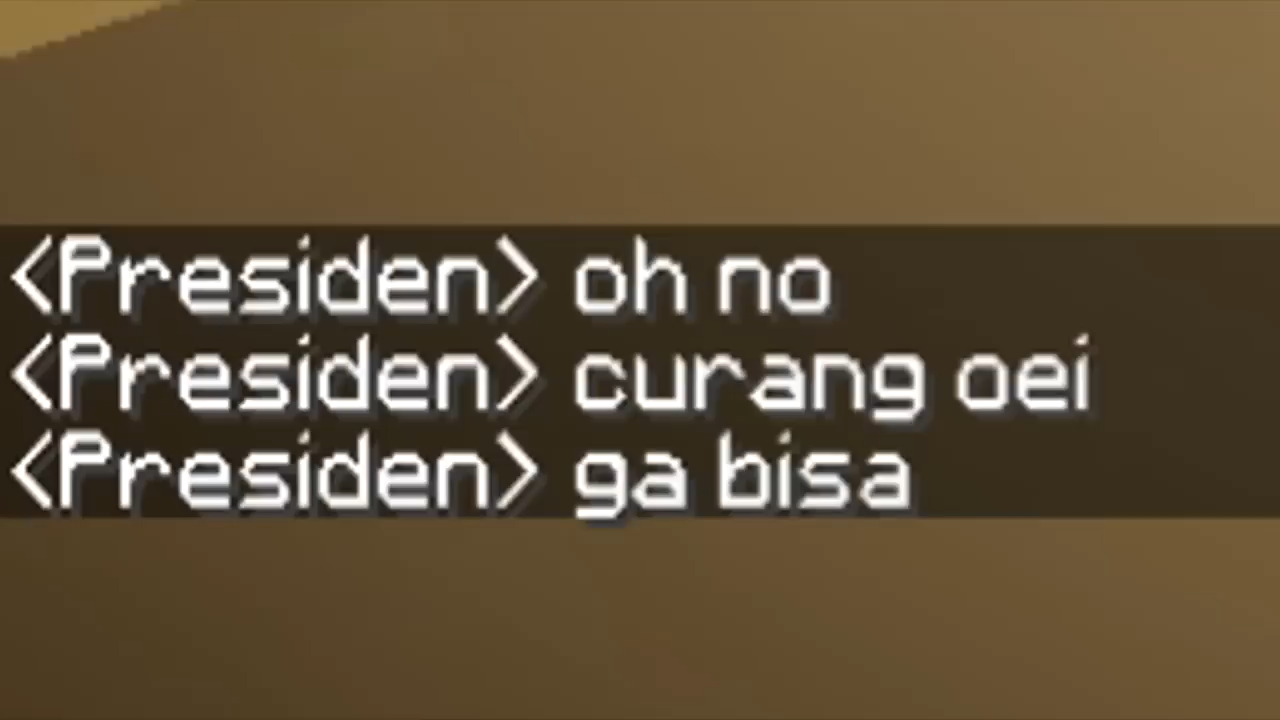 <Presiden> oh no
<Presiden> curang oei
<Presiden> ga bisa